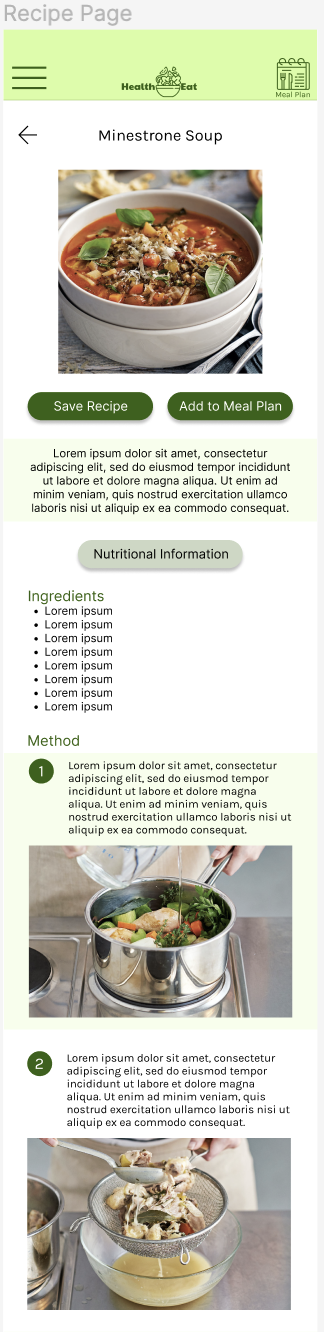 Recipe Page
Health Eat
Meal Plan
Minestrone Soup
Save Recipe
Add to Meal Plan
Lorem ipsum dolor sit amet, consectetur
adipiscing elit, sed do eiusmod tempor incididunt
ut labore et dolore magna aliqua. Ut enim ad
minim veniam, quis nostrud exercitation ullamco
laboris nisi ut aliquip ex ea commodo consequat.
Nutritional Information
Ingredients
• Lorem ipsum
• Lorem ipsum
• Lorem ipsum
• Lorem ipsum
• Lorem ipsum
• Lorem ipsum
• Lorem ipsum
• Lorem ipsum
Method
1
Lorem ipsum dolor sit amet, consectetur
adipiscing elit, sed do eiusmod tempor
incididunt ut labore et dolore magna
aliqua. Ut enim ad minim veniam, quis
nostrud exercitation ullamco laboris nisi ut
aliquip ex ea commodo consequat.
2
Lorem ipsum dolor sit amet, consectetur
adipiscing elit, sed do eiusmod tempor
incididunt ut labore et dolore magna
aliqua. Ut enim ad minim veniam, quis
nostrud exercitation ullamco laboris nisi ut
aliquip ex ea commodo consequat.